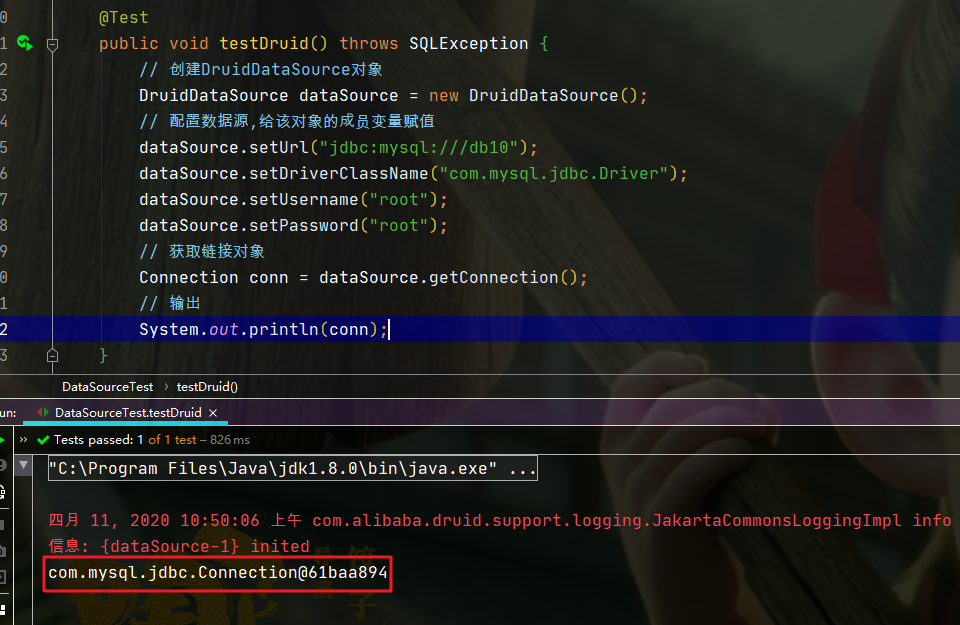 0 @Test
1 public void testDruid() throws SQLException {
2 // 创建DruidDataSource对象
3 DruidDataSource dataSource = new DruidDataSource();
4 // 配置数据源,给该对象的成员变量赋值
5 dataSource.setUrl("jdbc:mysql:///db10");
6 dataSource.setDriverClassName("com.mysql.jdbc.Driver");
7 dataSource.setUsername("root");
8 dataSource.setPassword("root");
9 // 获取链接对象
0 Connection conn = dataSource.getConnection();
1 // 输出
2 System.out.println(conn);
3 }
DataSourceTest › testDruid()
un: DataSourceTest.testDruid ×
›› Tests passed: 1 of 1 test – 826 ms
"C:\Program Files\Java\jdk1.8.0\bin\java.exe" ...
四月 11, 2020 10:50:06 上午 com.alibaba.druid.support.logging.JakartaCommonsLoggingImpl info
信息: {dataSource-1} inited
com.mysql.jdbc.Connection@61baa894